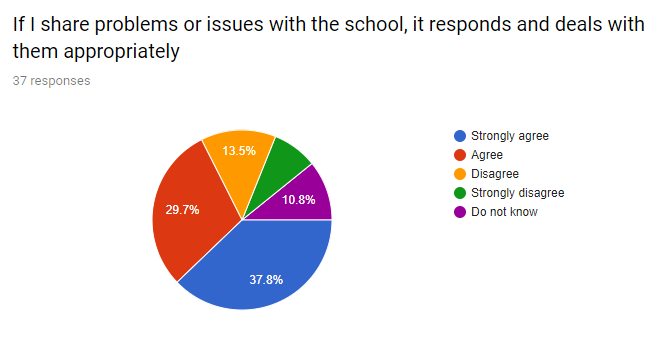 If I share problems or issues with the school, it responds and deals with
them appropriately
37 responses
13.5%
10.8%
29.7%
37.8%
Strongly agree
Agree
Disagree
Strongly disagree
Do not know